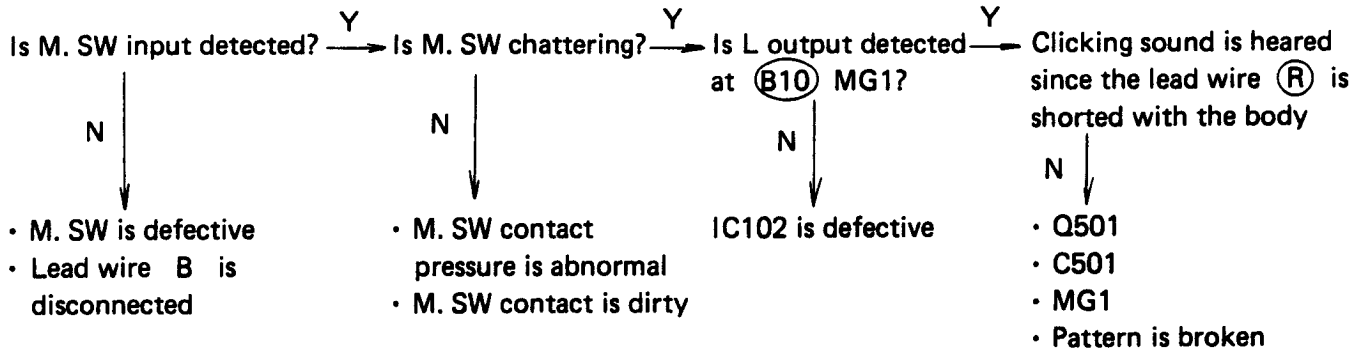 Is M. SW input detected? Y Is M. SW chattering? Y Is L output detected Y Clicking sound is heared
at B10 MG1? since the lead wire R is
shorted with the body
N N N N
· M. SW is defective · M. SW contact IC102 is defective · Q501
· Lead wire B is pressure is abnormal · C501
disconnected · M. SW contact is dirty · MG1
· Pattern is broken